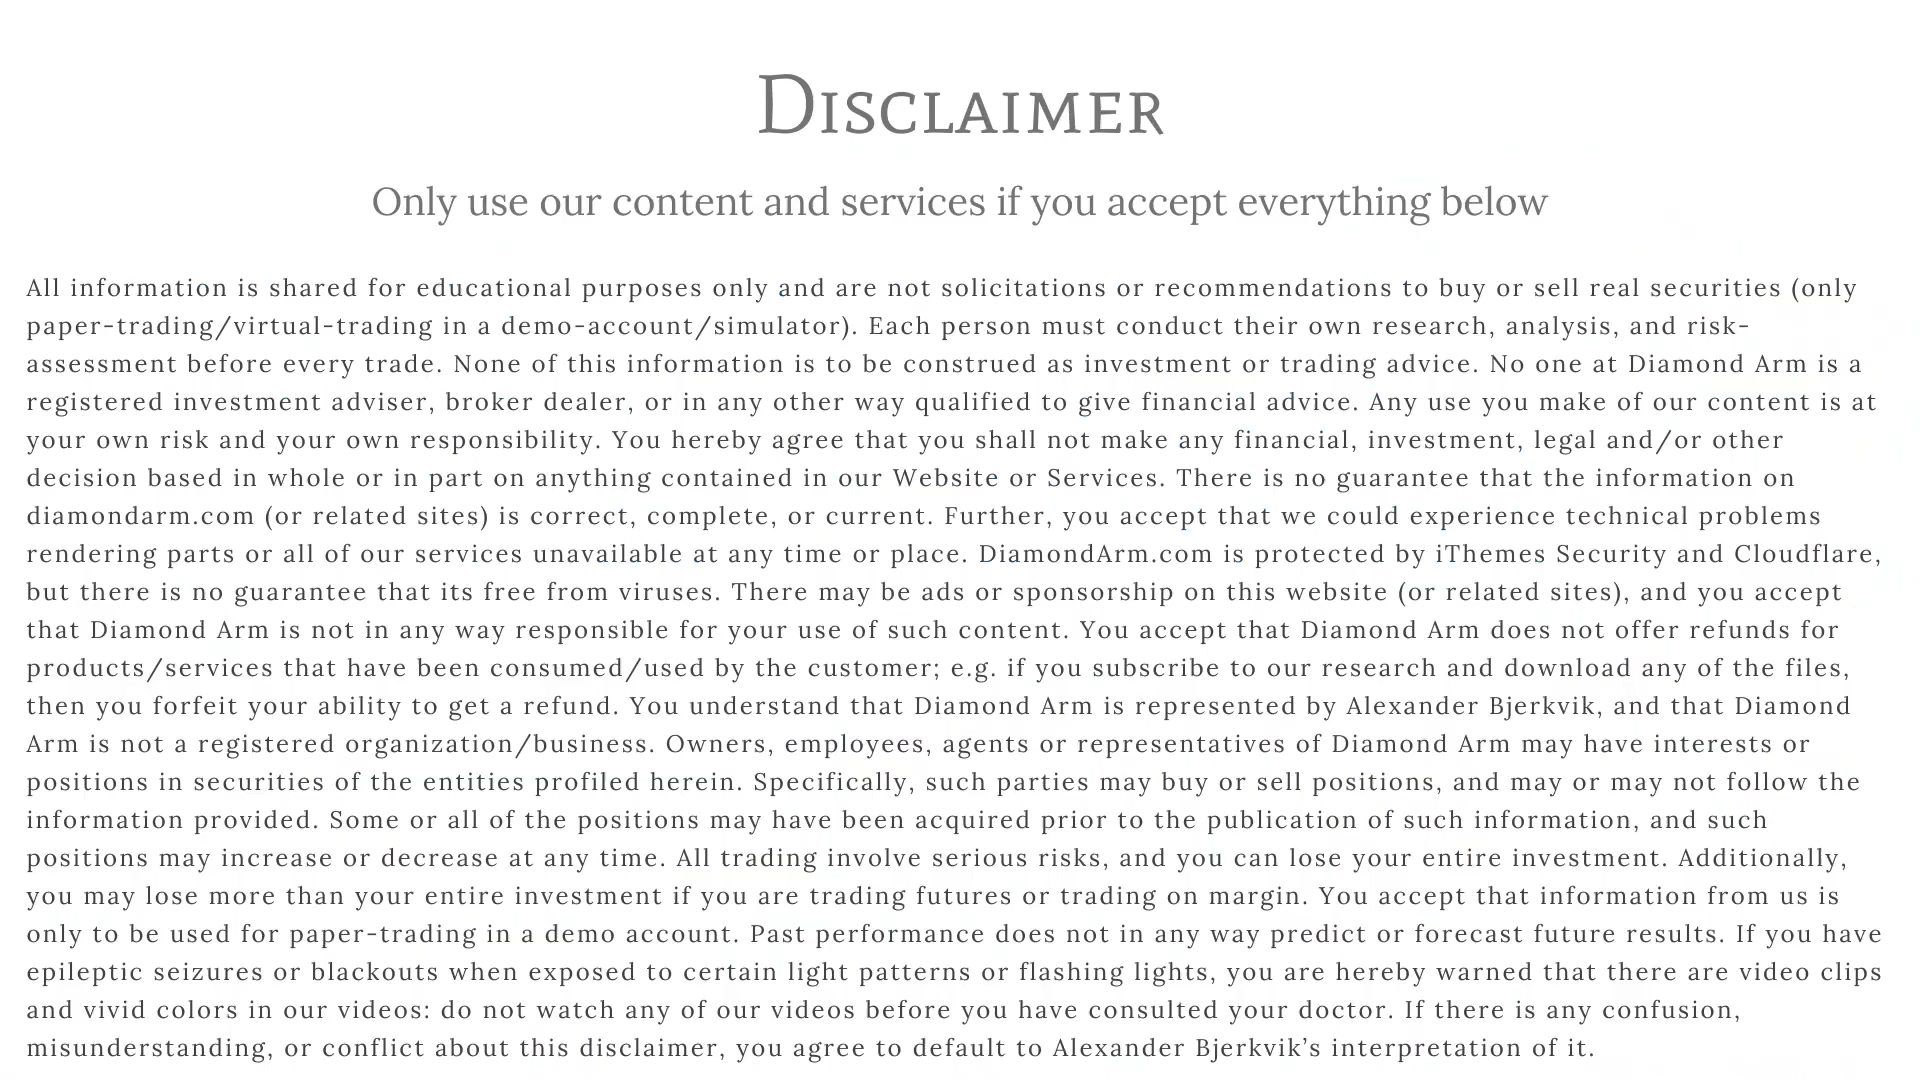 Disclaimer
Only use our content and services if you accept everything below
All information is shared for educational purposes only and are not solicitations or recommendations to buy or sell real securities (only
paper-trading/virtual-trading in a demo-account/simulator). Each person must conduct their own research, analysis, and risk-
assessment before every trade. None of this information is to be construed as investment or trading advice. No one at Diamond Arm is a
registered investment adviser, broker dealer, or in any other way qualified to give financial advice. Any use you make of our content is at
your own risk and your own responsibility. You hereby agree that you shall not make any financial, investment, legal and/or other
decision based in whole or in part on anything contained in our Website or Services. There is no guarantee that the information on
diamondarm.com (or related sites) is correct, complete, or current. Further, you accept that we could experience technical problems
rendering parts or all of our services unavailable at any time or place. DiamondArm.com is protected by iThemes Security and Cloudflare,
but there is no guarantee that its free from viruses. There may be ads or sponsorship on this website (or related sites), and you accept
that Diamond Arm is not in any way responsible for your use of such content. You accept that Diamond Arm does not offer refunds for
products/services that have been consumed/used by the customer; e.g. if you subscribe to our research and download any of the files,
then you forfeit your ability to get a refund. You understand that Diamond Arm is represented by Alexander Bjerkvik, and that Diamond
Arm is not a registered organization/business. Owners, employees, agents or representatives of Diamond Arm may have interests or
positions in securities of the entities profiled herein. Specifically, such parties may buy or sell positions, and may or may not follow the
information provided. Some or all of the positions may have been acquired prior to the publication of such information, and such
positions may increase or decrease at any time. All trading involve serious risks, and you can lose your entire investment. Additionally,
you may lose more than your entire investment if you are trading futures or trading on margin. You accept that information from us is
only to be used for paper-trading in a demo account. Past performance does not in any way predict or forecast future results. If you have
epileptic seizures or blackouts when exposed to certain light patterns or flashing lights, you are hereby warned that there are video clips
and vivid colors in our videos: do not watch any of our videos before you have consulted your doctor. If there is any confusion,
misunderstanding, or conflict about this disclaimer, you agree to default to Alexander Bjerkvik’s interpretation of it.